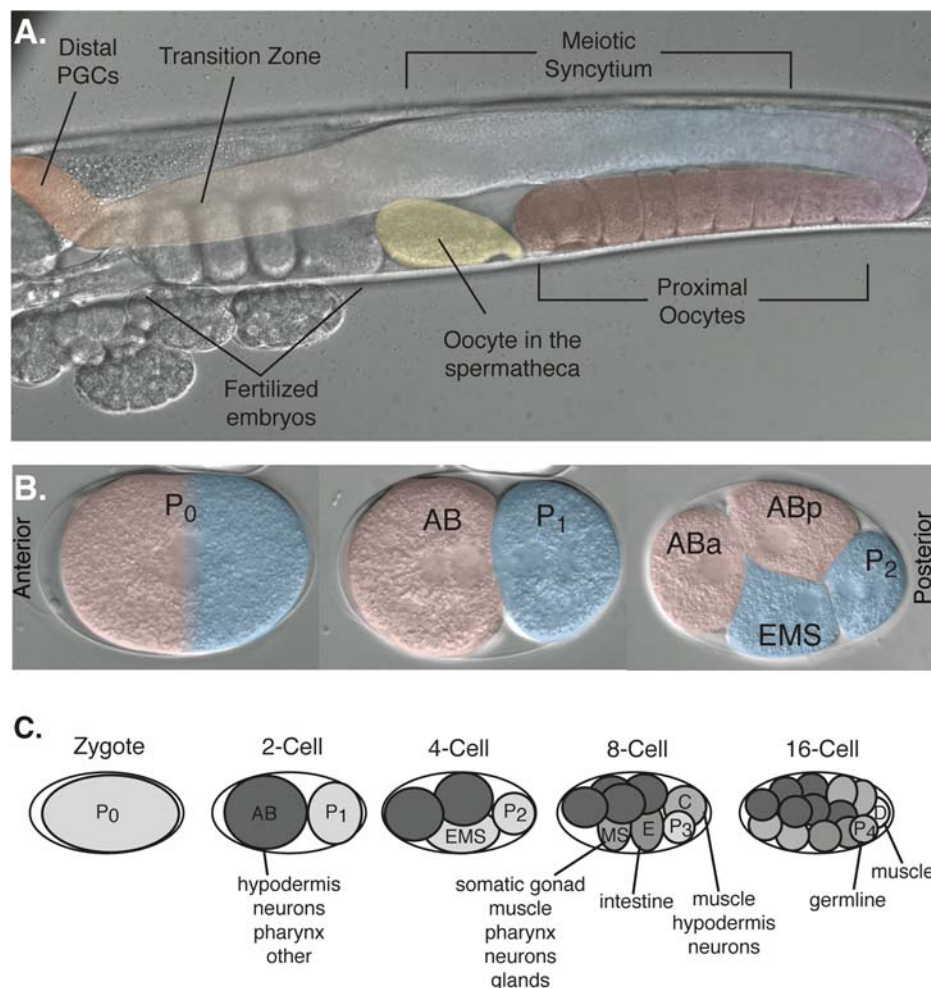 A.
Distal
PGCs
Transition Zone
Meiotic
Syncytium
Oocyte in the
spermatheca
Proximal
Oocytes
Fertilized
embryos
B.
Anterior
P0
AB
P1
ABa
ABp
EMS
P2
Posterior
C.
Zygote
2-Cell
4-Cell
8-Cell
16-Cell
P0
AB
P1
EMS
P2
MS
E
C
P3
P4
D
hypodermis
neurons
pharynx
other
somatic gonad
muscle
pharynx
neurons
glands
intestine
muscle
hypodermis
neurons
germline
muscle